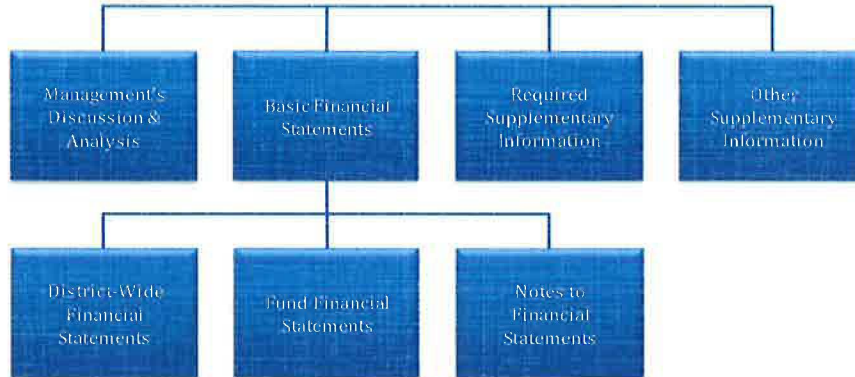 Management's
Discussion &
Analysis
Basic Financial
Statements
Required
Supplementary
Information
Other
Supplementary
Information
District-Wide
Financial
Statements
Fund Financial
Statements
Notes to
Financial
Statements